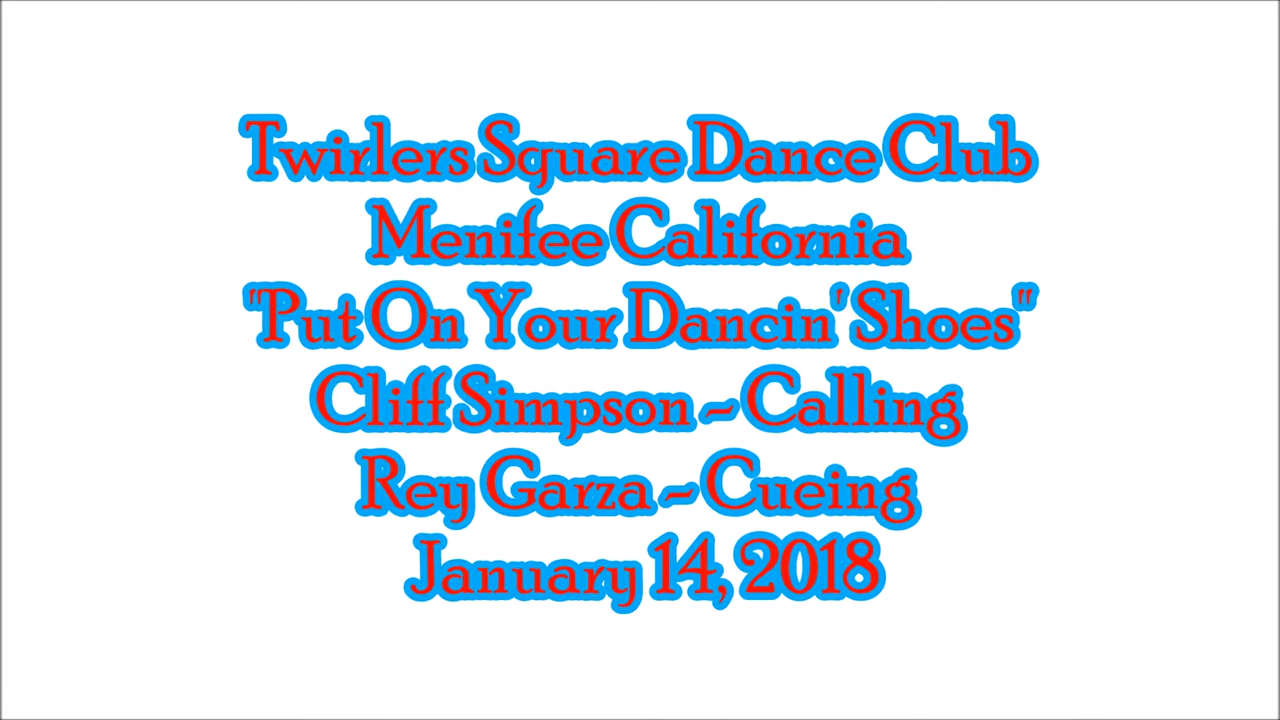 Twirlers Square Dance Club
Menifee California
"Put On Your Dancin' Shoes"
Cliff Simpson ~ Calling
Rey Garza ~ Cueing
January 14, 2018